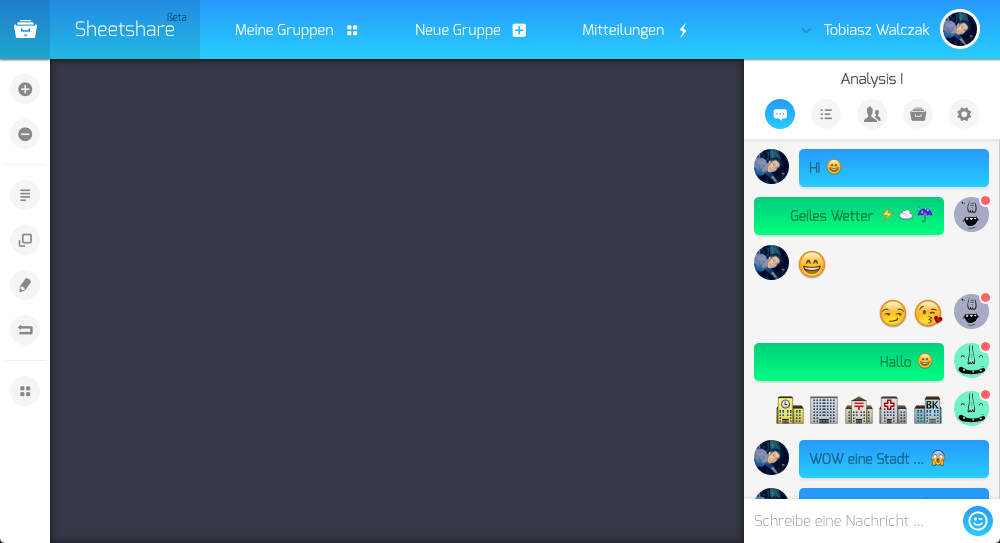 Sheetshare Beta
Meine Gruppen
Neue Gruppe
Mitteilungen
Tobiasz Walczak
Analysis I
Hi 😄
Geiles Wetter ⚡☁☔
😄
😏 😘
Hallo 😄
BK
WOW eine Stadt ... 😱
Schreibe eine Nachricht ...